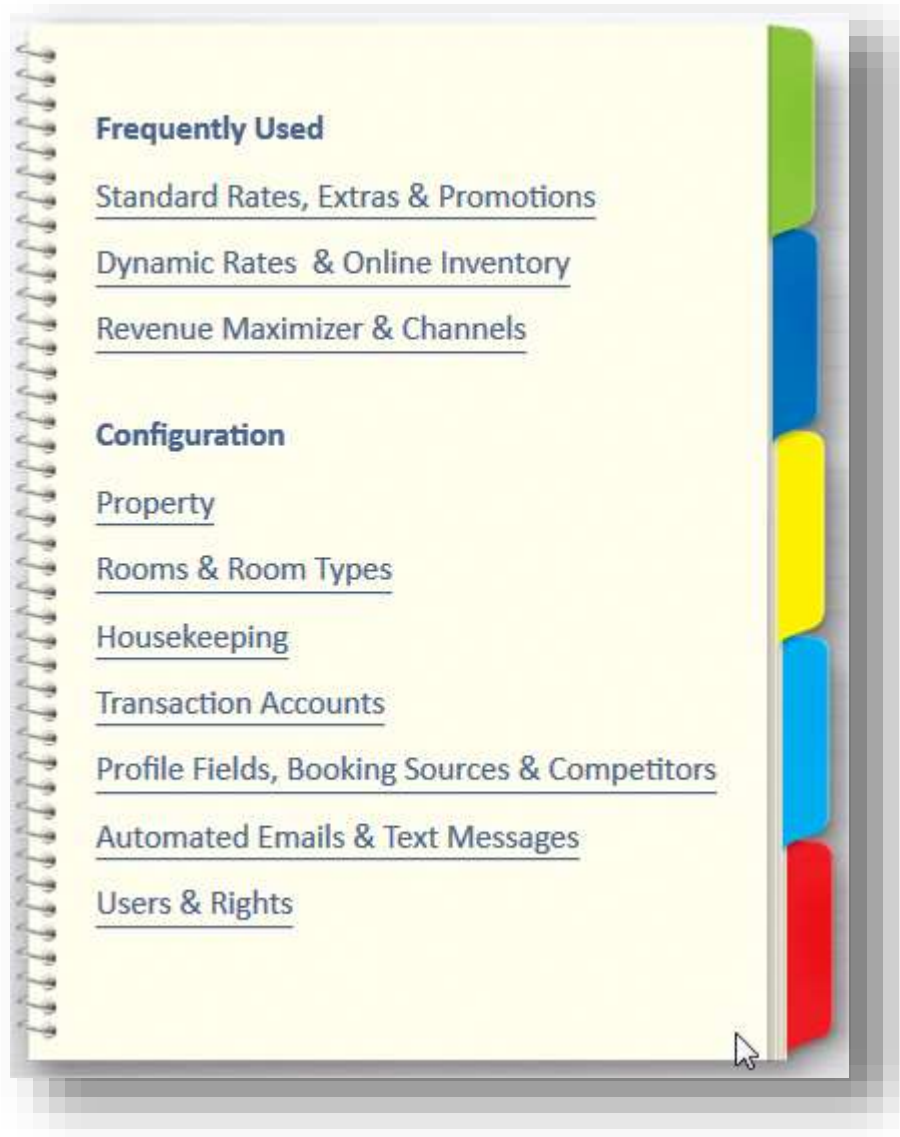 Frequently Used
Standard Rates, Extras & Promotions
Dynamic Rates  & Online Inventory
Revenue Maximizer & Channels
Configuration
Property
Rooms & Room Types
Housekeeping
Transaction Accounts
Profile Fields, Booking Sources & Competitors
Automated Emails & Text Messages
Users & Rights